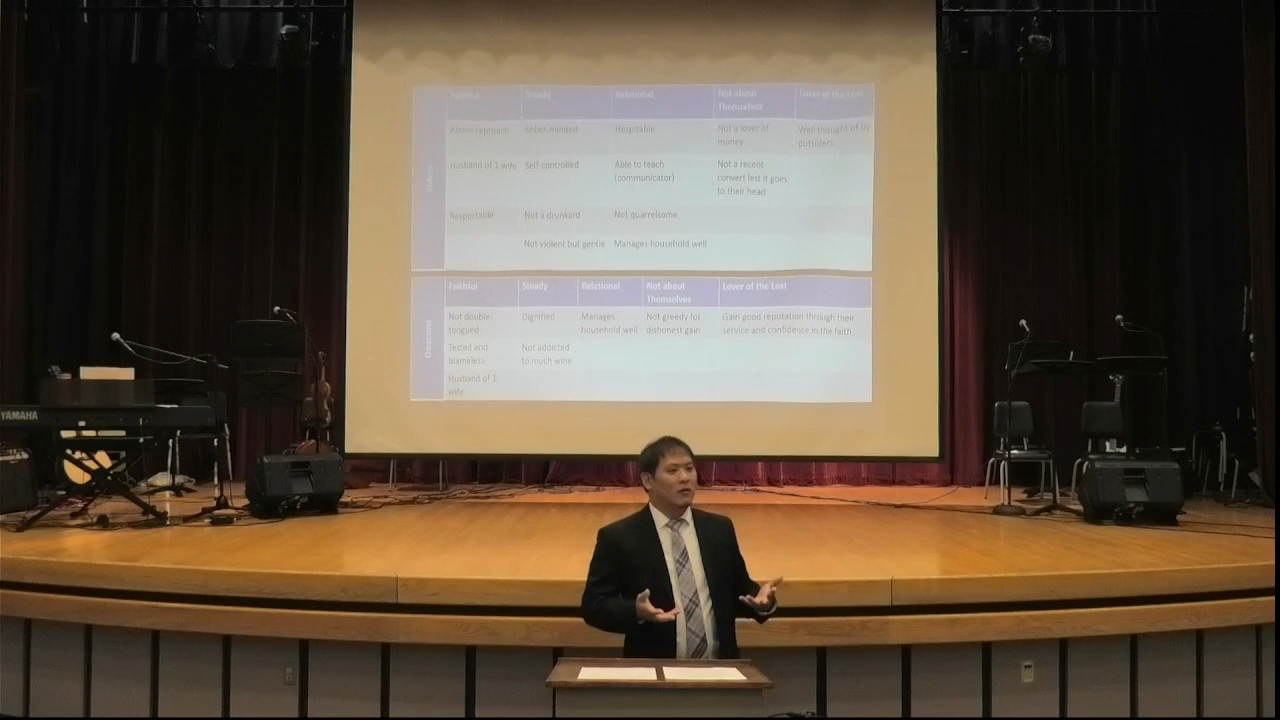 Faithful Steady Relational Not about Lover of the Lost
Themselves
Above reproach Sober-minded Hospitable Not a lover of Well thought of by
money outsiders
Husband of 1 wife Self-controlled Able to teach Not a recent
(communicator) convert lest it goes
to their head
Elders
Respectable Not a drunkard Not quarrelsome
Not violent but gentle Manages household well
Faithful Steady Relational Not about Lover of the Lost
Themselves
Not double- Dignified Manages Not greedy for Gain good reputation through their
tongued household well dishonest gain service and confidence in the faith
Deacons
Tested and Not addicted
blameless to much wine
Husband of 1
wife
YAMAHA